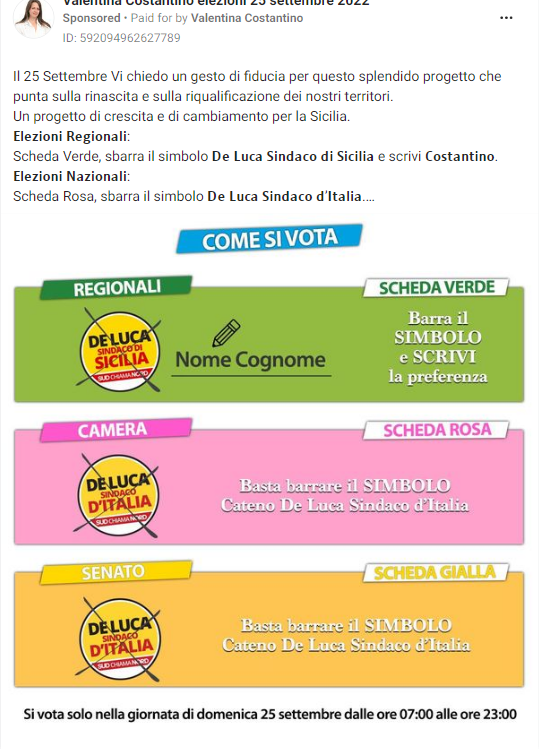 Valentina Costantino elezioni 25 settembre 2022
Sponsored • Paid for by Valentina Costantino
ID: 592094962627789
Il 25 Settembre Vi chiedo un gesto di fiducia per questo splendido progetto che
punta sulla rinascita e sulla riqualificazione dei nostri territori.
Un progetto di crescita e di cambiamento per la Sicilia.
Elezioni Regionali:
Scheda Verde, sbarra il simbolo De Luca Sindaco di Sicilia e scrivi Costantino.
Elezioni Nazionali:
Scheda Rosa, sbarra il simbolo De Luca Sindaco d'Italia....
COME SI VOTA
REGIONALI
SCHEDA VERDE
DE LUCA
SINDACO DI
SICILIA
SUD CHIAMA NORD
Nome Cognome
Barra il
SIMBOLO
e SCRIVI
la preferenza
CAMERA
SCHEDA ROSA
DE LUCA
SINDACO
D'ITALIA
SUD CHIAMA NORD
Basta barrare il SIMBOLO
Cateno De Luca Sindaco d'Italia
SENATO
SCHEDA GIALLA
DE LUCA
SINDACO
D'ITALIA
SUD CHIAMA NORD
Basta barrare il SIMBOLO
Cateno De Luca Sindaco d'Italia
Si vota solo nella giornata di domenica 25 settembre dalle ore 07:00 alle ore 23:00